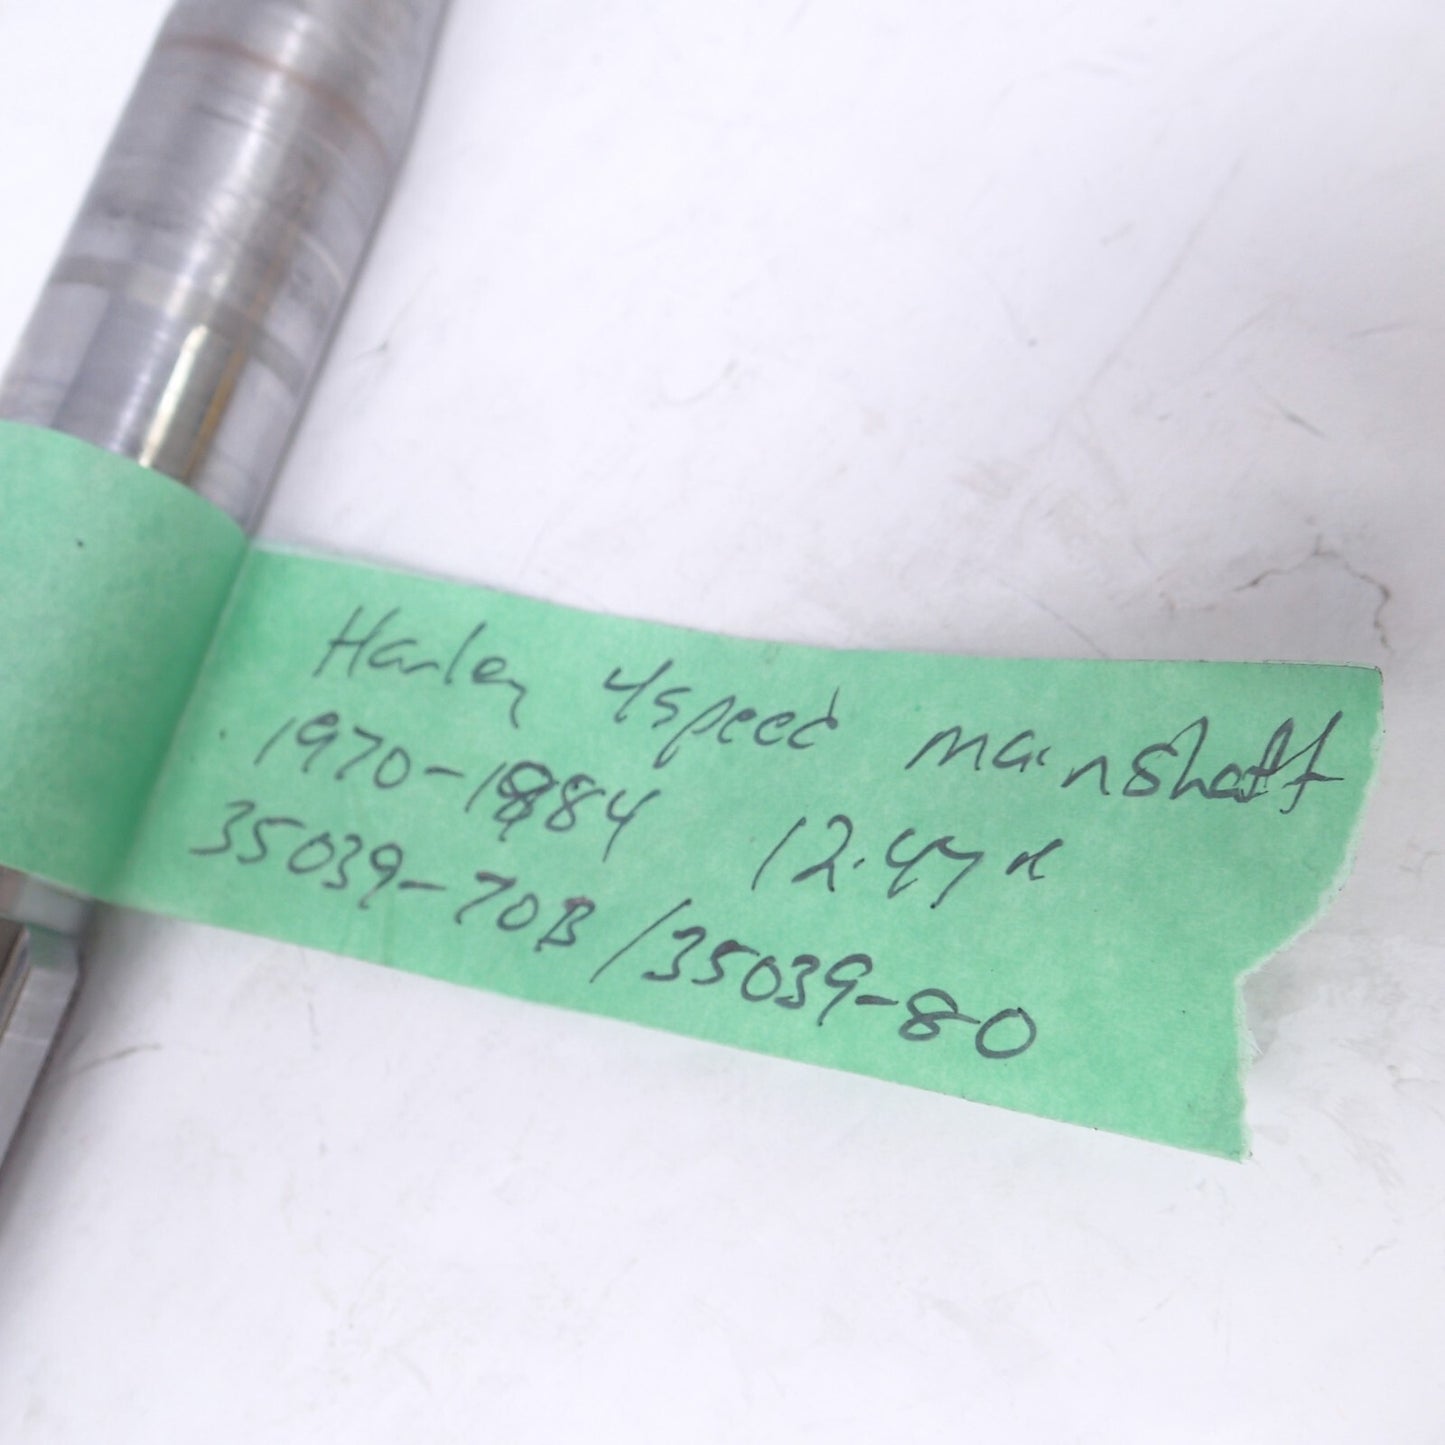 Harley 4speed mainshaft
1970-1984 12.47"
35039-70B/35039-80